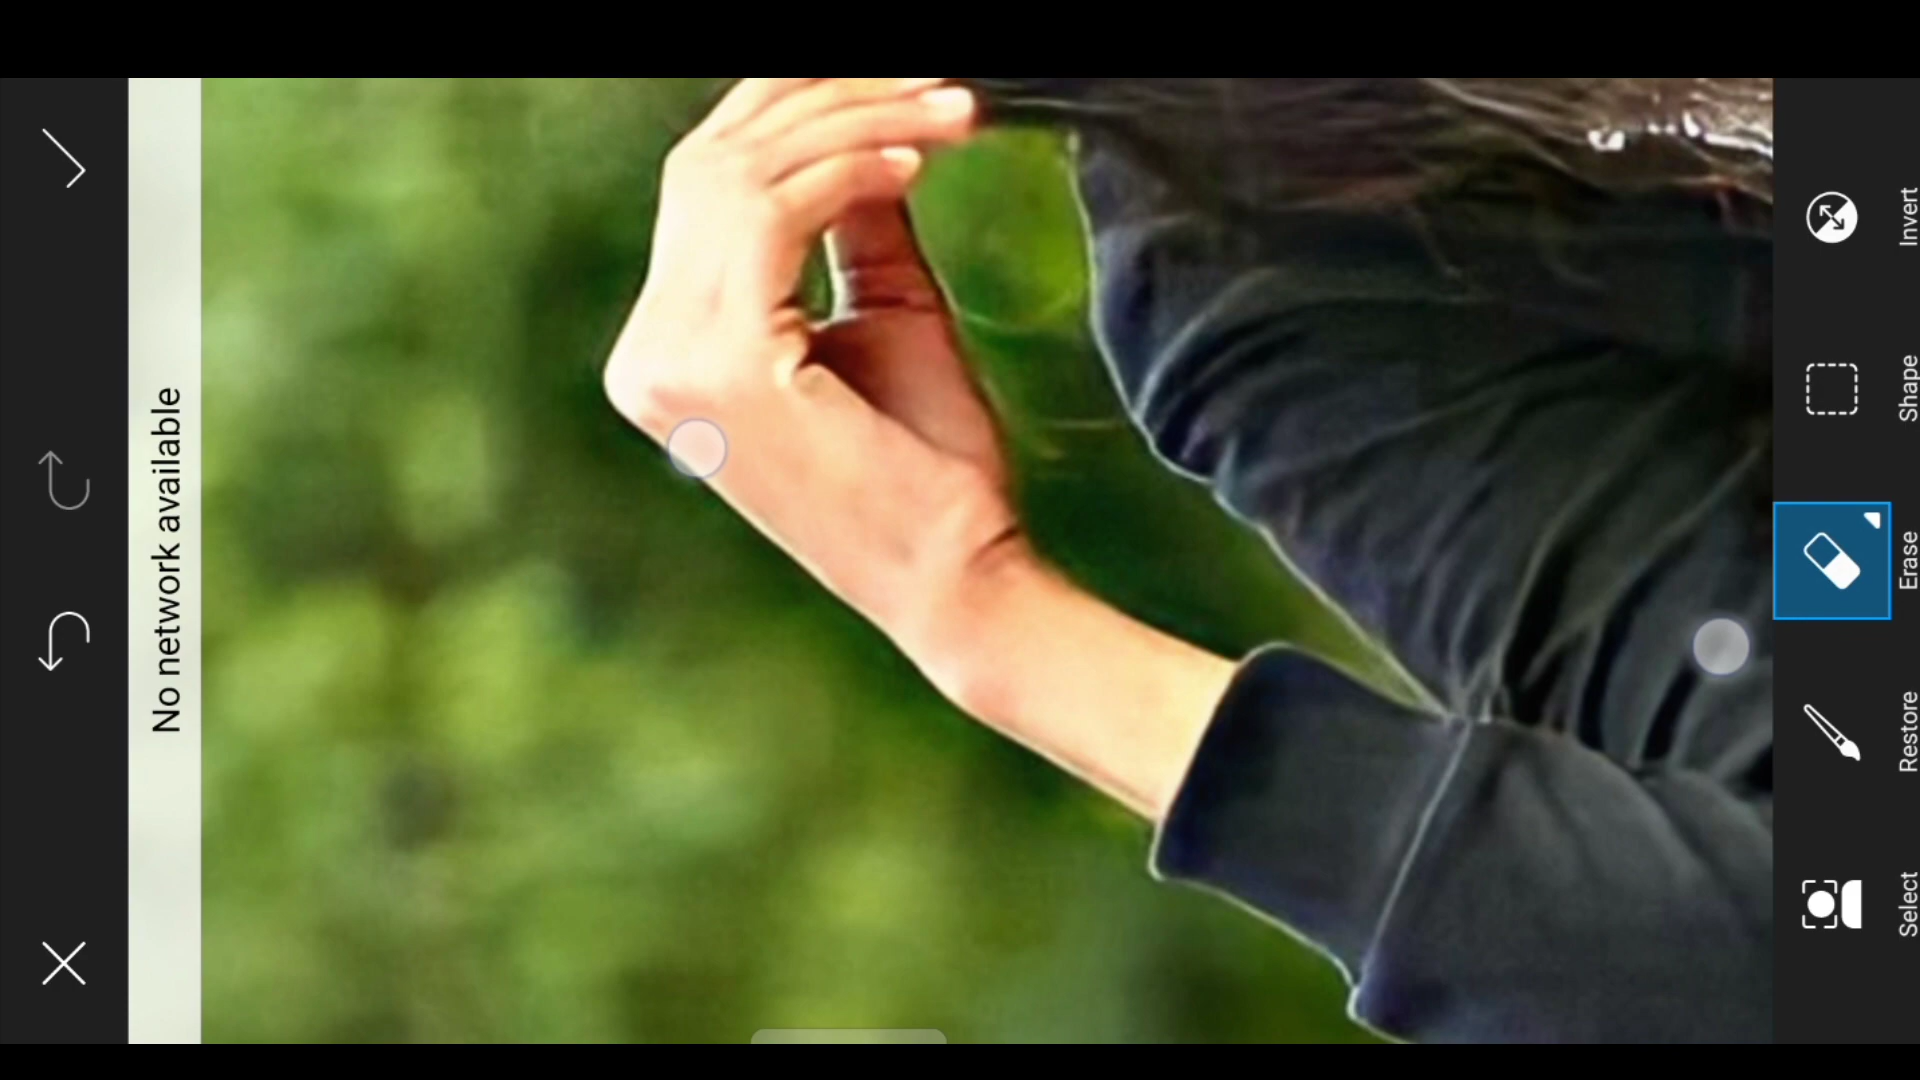 No network available
Select
Restore
Erase
Shape
Invert